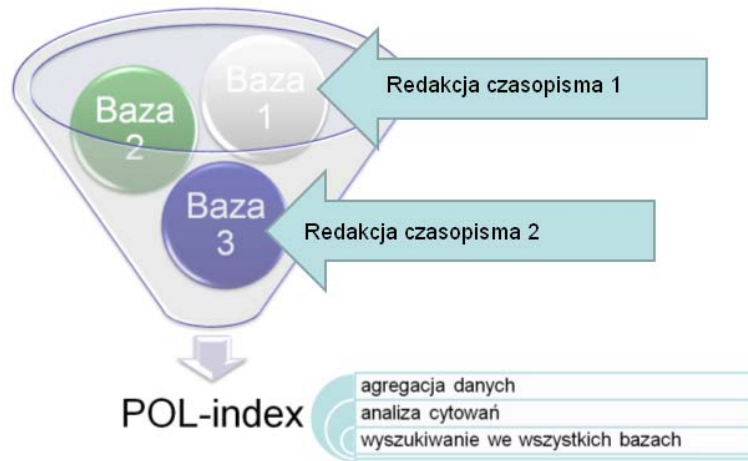 Baza
1
Redakcja czasopisma 1
Baza
2
Baza
3
Redakcja czasopisma 2
POL-index
agregacja danych
analiza cytowań
wyszukiwanie we wszystkich bazach